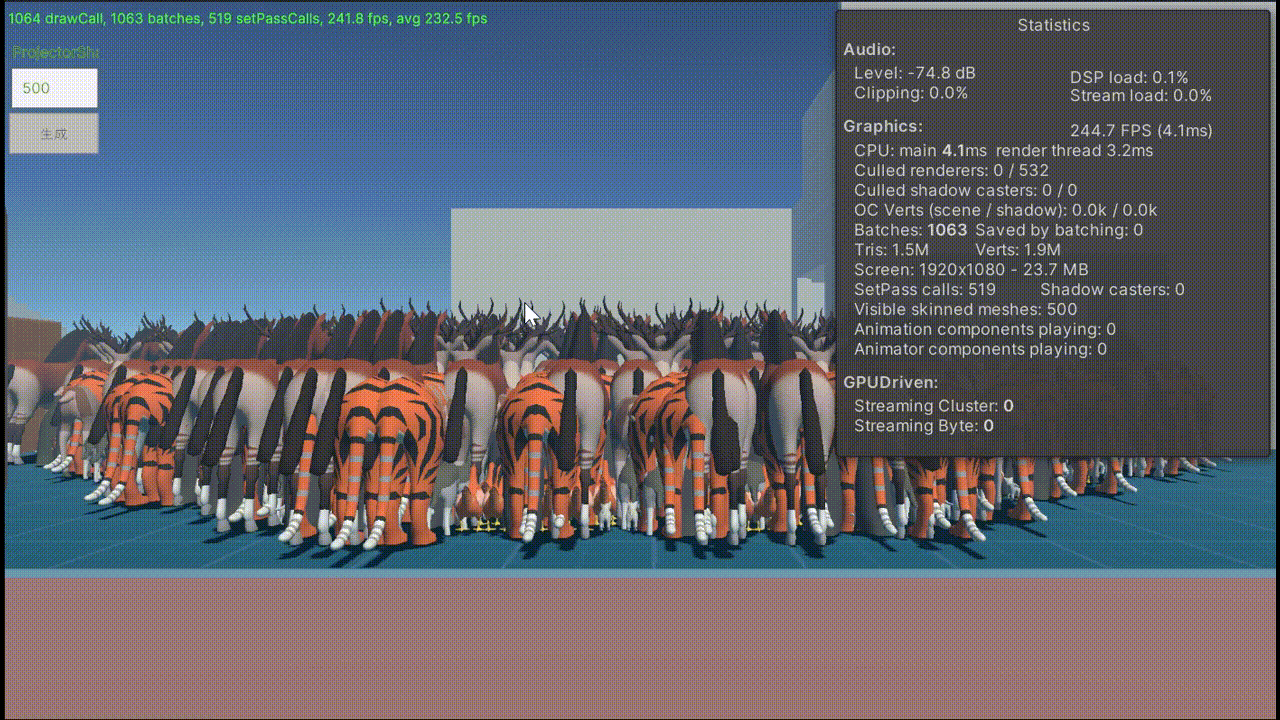 1064 drawCall, 1063 batches, 519 setPassCalls, 241.8 fps, avg 232.5 fps
ProjectorSh
500
生成
Statistics
Audio:
Level: -74.8 dB
DSP load: 0.1%
Clipping: 0.0%
Stream load: 0.0%
Graphics:
244.7 FPS (4.1ms)
CPU: main 4.1ms render thread 3.2ms
Culled renderers: 0 / 532
Culled shadow casters: 0 / 0
OC Verts (scene / shadow): 0.0k / 0.0k
Batches: 1063 Saved by batching: 0
Tris: 1.5M Verts: 1.9M
Screen: 1920x1080 - 23.7 MB
SetPass calls: 519 Shadow casters: 0
Visible skinned meshes: 500
Animation components playing: 0
Animator components playing: 0
GPUDriven:
Streaming Cluster: 0
Streaming Byte: 0